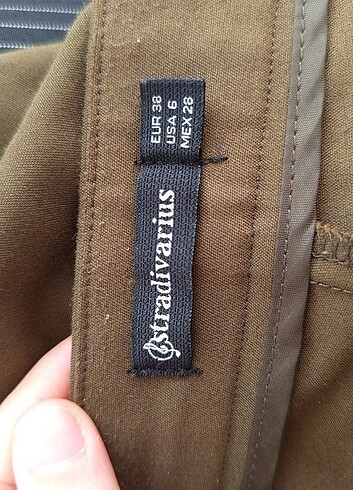 EUR 38
USA 6
MEX 28
stradivarius